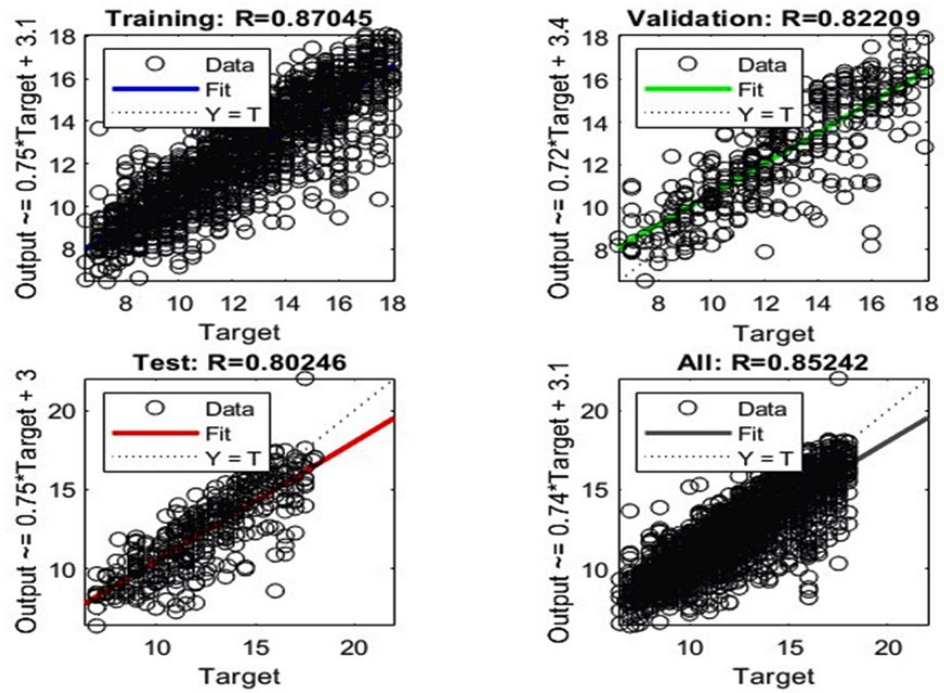 Training: R=0.87045
Output ~= 0.75*Target + 3.1
18
16
14
12
10
8
Data
Fit
Y = T
8
10
12
14
16
18
Target
Validation: R=0.82209
Output ~= 0.72*Target + 3.4
18
16
14
12
10
8
Data
Fit
Y = T
8
10
12
14
16
18
Target
Test: R=0.80246
Output ~= 0.75*Target + 3
20
15
10
Data
Fit
Y = T
10
15
20
Target
All: R=0.85242
Output ~= 0.74*Target + 3.1
20
15
10
Data
Fit
Y = T
10
15
20
Target